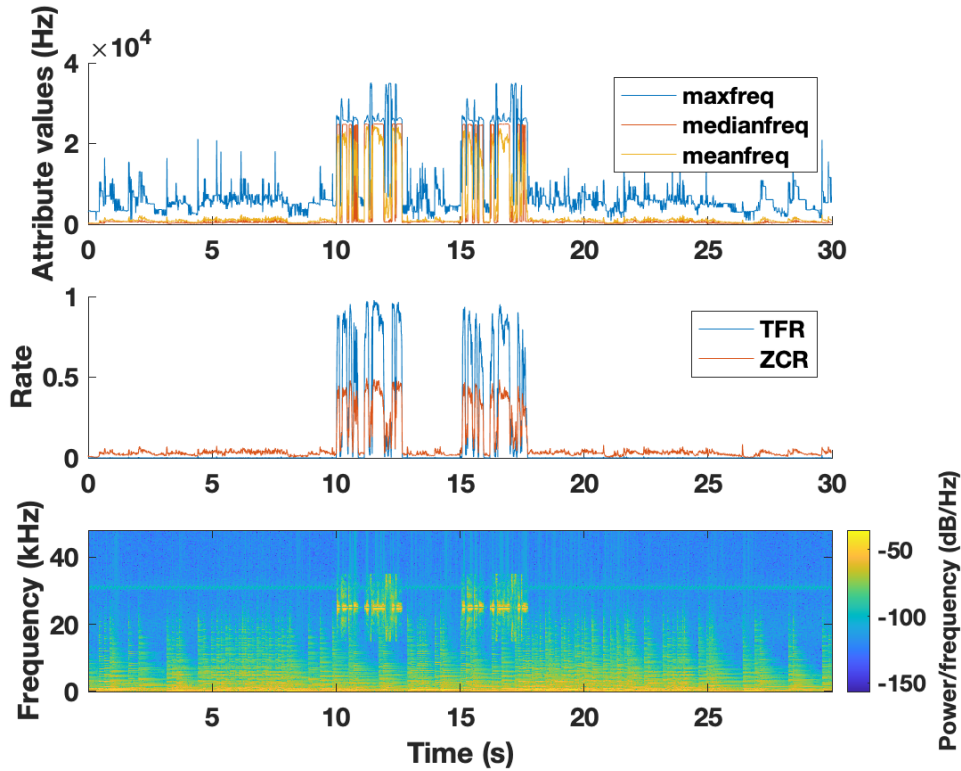 ×10⁴
Attribute values (Hz)
4
2
0
maxfreq
medianfreq
meanfreq
0 5 10 15 20 25 30
Rate
1
0.5
0
TFR
ZCR
0 5 10 15 20 25 30
Frequency (kHz)
40
20
0
5 10 15 20 25
Time (s)
-50
-100
-150
Power/frequency (dB/Hz)